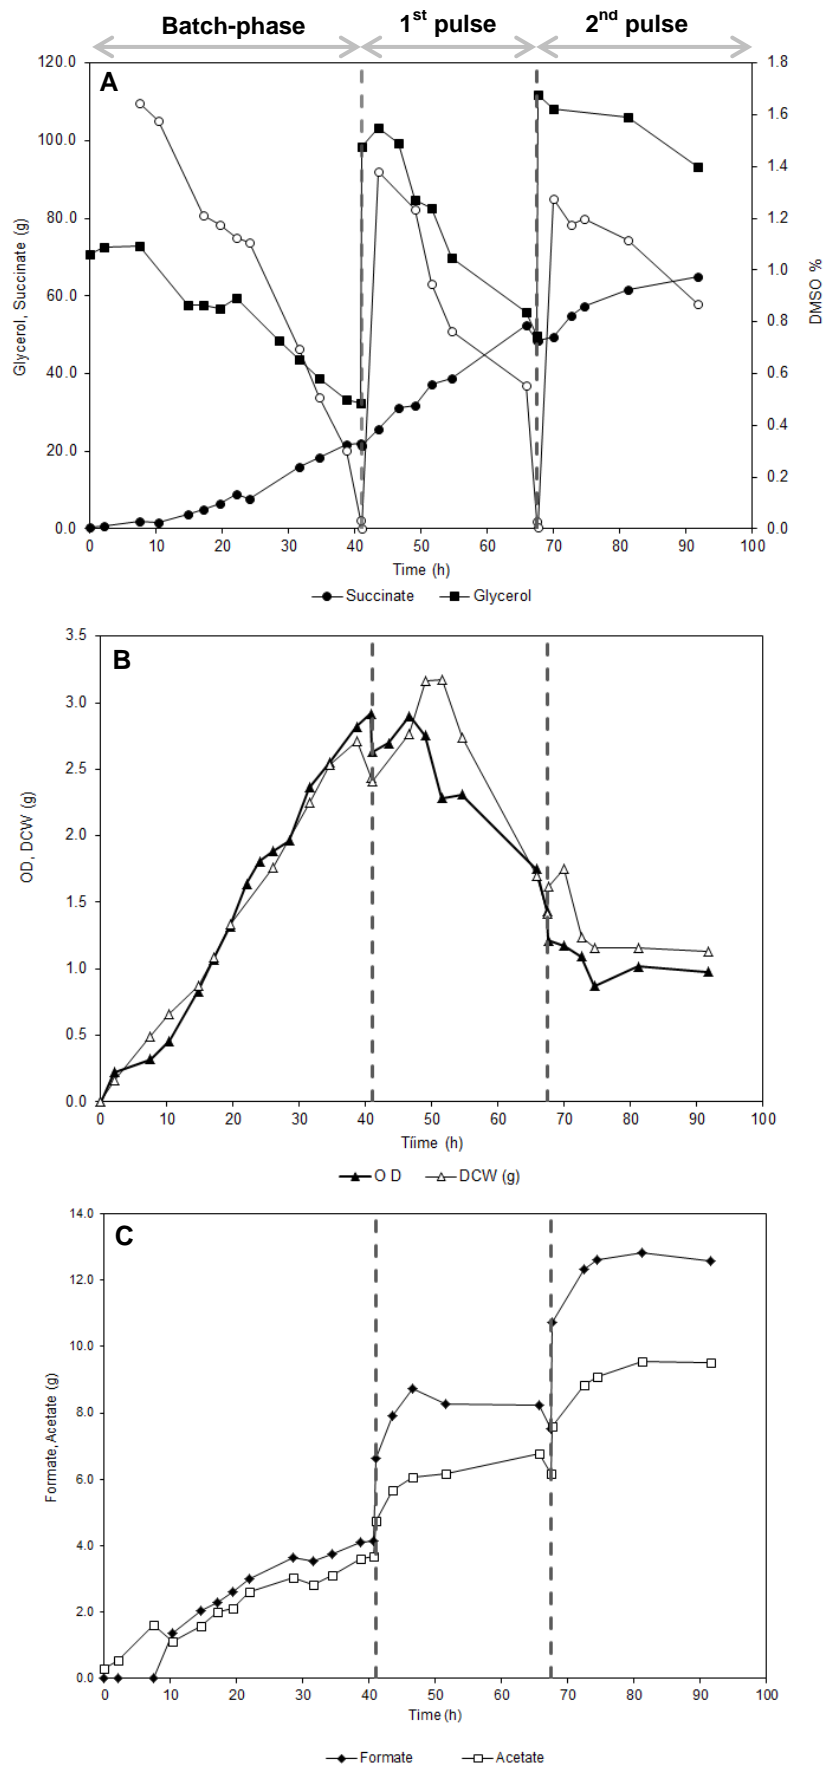 Batch-phase 1st pulse 2nd pulse
A
120.0
100.0
80.0
60.0
40.0
20.0
0.0
Glycerol, Succinate (g)
1.8
1.6
1.4
1.2
1.0
0.8
0.6
0.4
0.2
0.0
DMSO %
0 10 20 30 40 50 60 70 80 90 100
Time (h)
Succinate Glycerol
B
3.5
3.0
2.5
2.0
1.5
1.0
0.5
0.0
OD, DCW (g)
0 10 20 30 40 50 60 70 80 90 100
Tiime (h)
O D DCW (g)
C
14.0
12.0
10.0
8.0
6.0
4.0
2.0
0.0
Formate, Acetate (g)
0 10 20 30 40 50 60 70 80 90 100
Time (h)
Formate Acetate